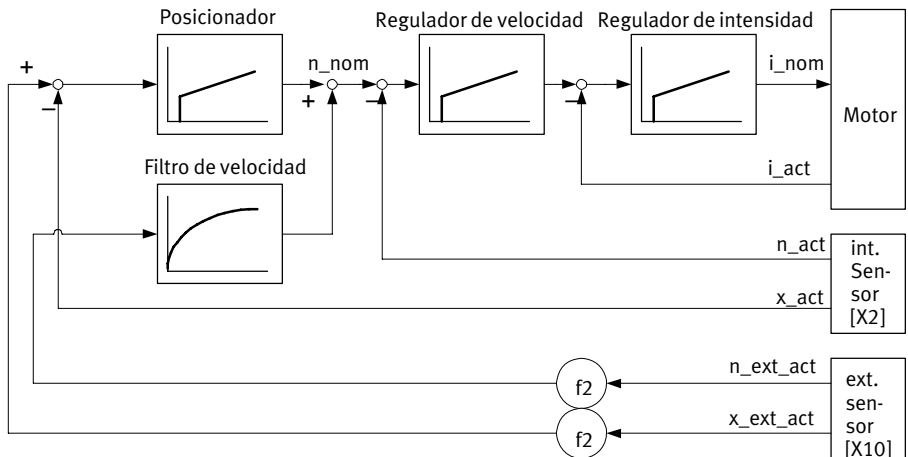 Posicionador
Regulador de velocidad
Regulador de intensidad
+
−
n_nom
+
−
−
i_nom
Motor
i_act
Filtro de velocidad
n_act
int.
Sen-
sor
[X2]
x_act
n_ext_act
f2
x_ext_act
f2
ext.
sen-
sor
[X10]